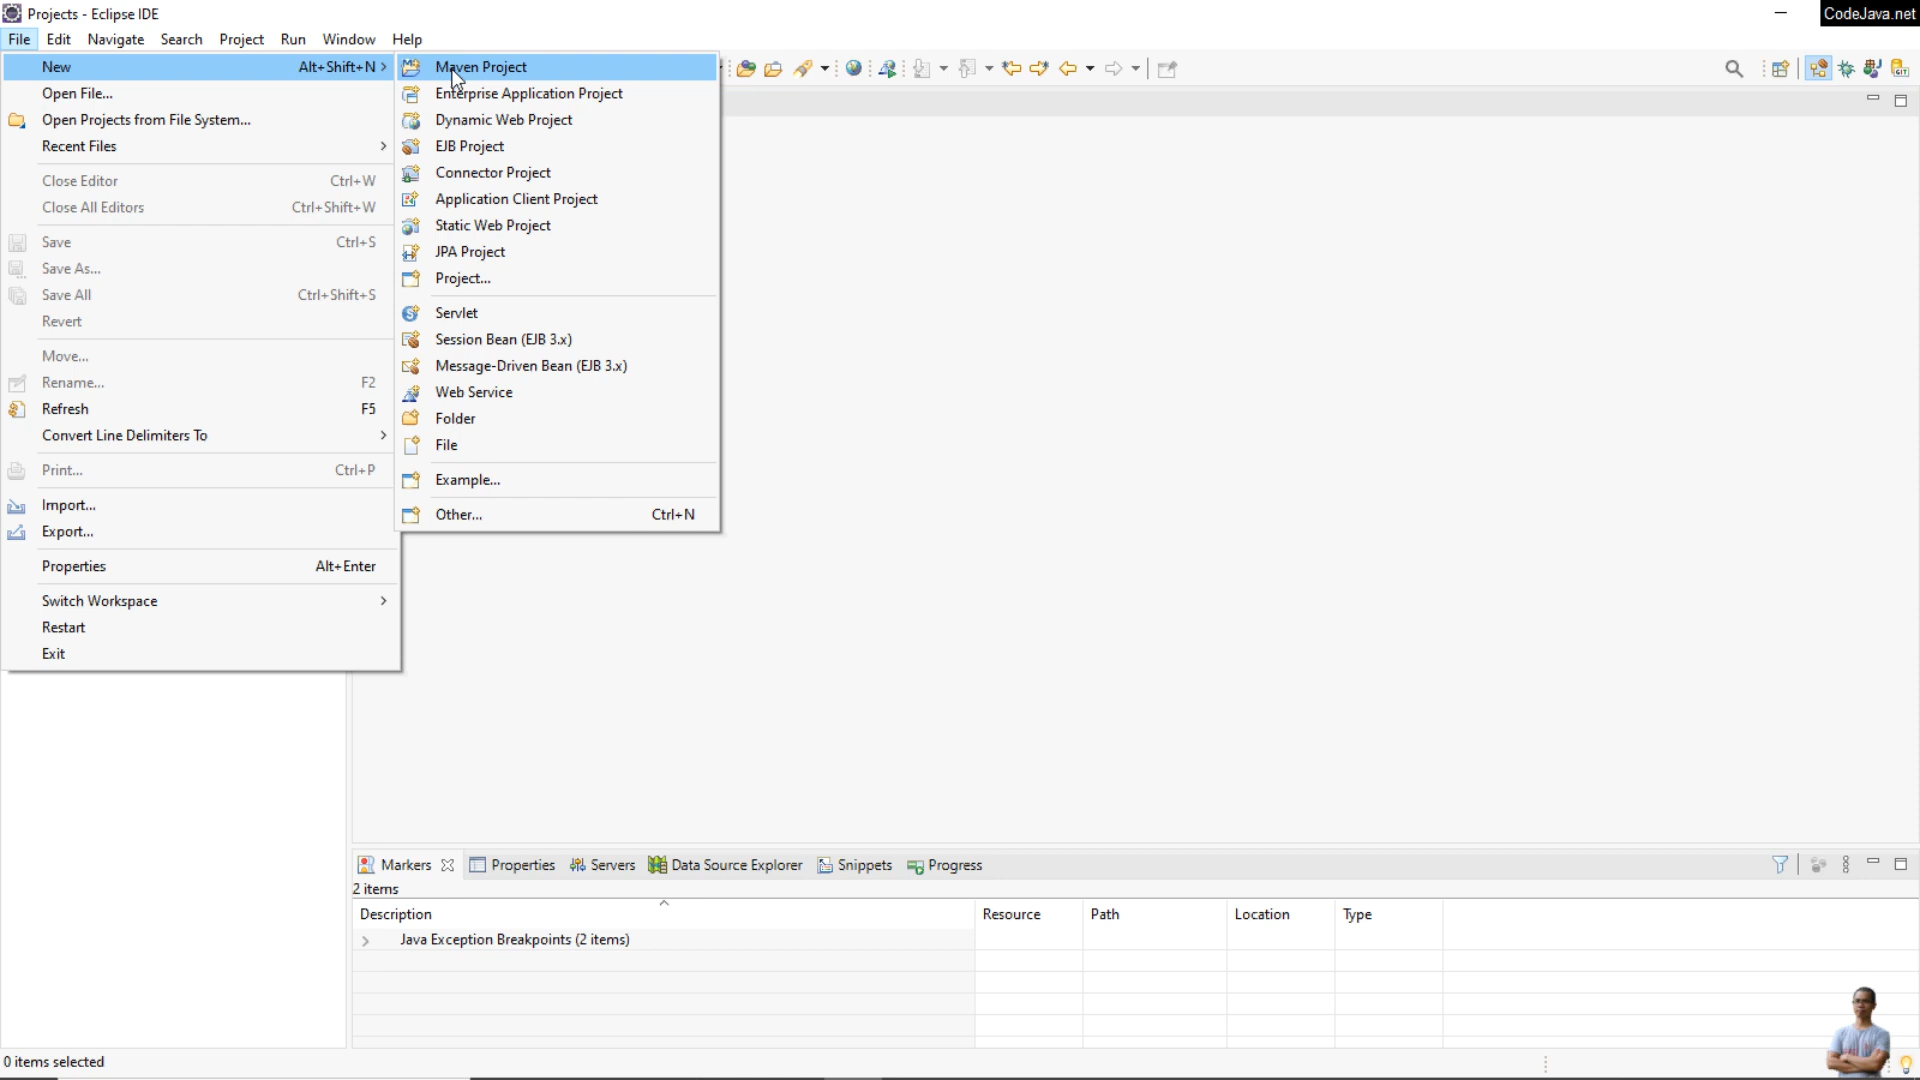 Projects - Eclipse IDE
CodeJava.net
File Edit Navigate Search Project Run Window Help
New Alt+Shift+N
Open File...
Open Projects from File System...
Recent Files
Close Editor Ctrl+W
Close All Editors Ctrl+Shift+W
Save Ctrl+S
Save As...
Save All Ctrl+Shift+S
Revert
Move...
Rename... F2
Refresh F5
Convert Line Delimiters To
Print... Ctrl+P
Import...
Export...
Properties Alt+Enter
Switch Workspace
Restart
Exit
Maven Project
Enterprise Application Project
Dynamic Web Project
EJB Project
Connector Project
Application Client Project
Static Web Project
JPA Project
Project...
Servlet
Session Bean (EJB 3.x)
Message-Driven Bean (EJB 3.x)
Web Service
Folder
File
Example...
Other... Ctrl+N
Markers Properties Servers Data Source Explorer Snippets Progress
2 items
Description Resource Path Location Type
Java Exception Breakpoints (2 items)
0 items selected